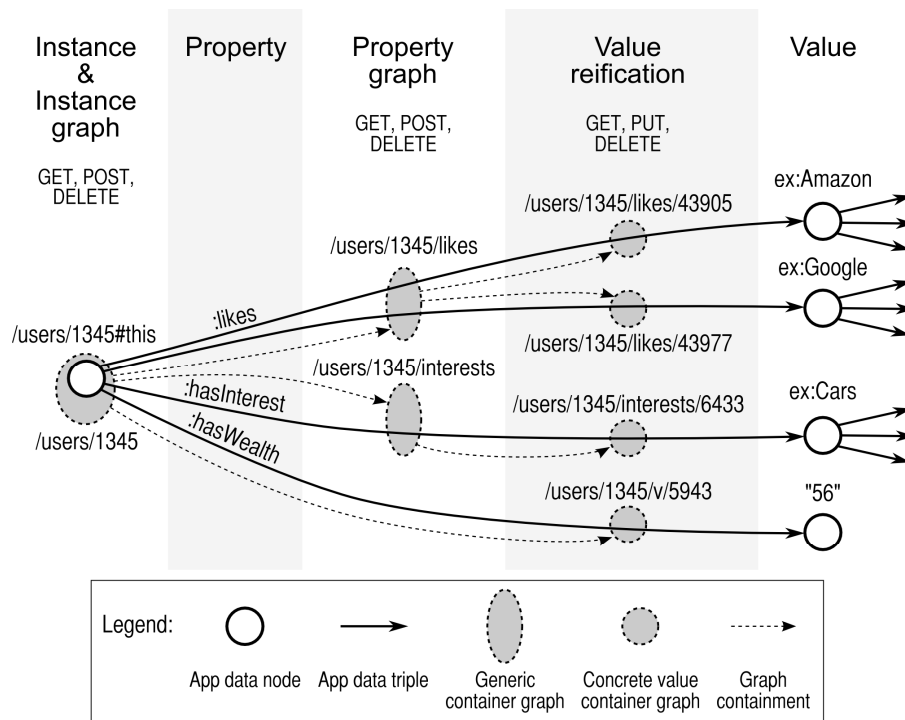 Instance
&
Instance
graph
GET, POST,
DELETE
Property
Property
graph
GET, POST,
DELETE
Value
reification
GET, PUT,
DELETE
Value
/users/1345#this
/users/1345
:likes
:hasInterest
:hasWealth
/users/1345/likes
/users/1345/interests
/users/1345/likes/43905
/users/1345/likes/43977
/users/1345/interests/6433
/users/1345/v/5943
ex:Amazon
ex:Google
ex:Cars
"56"
Legend:
App data node
App data triple
Generic
container graph
Concrete value
container graph
Graph
containment